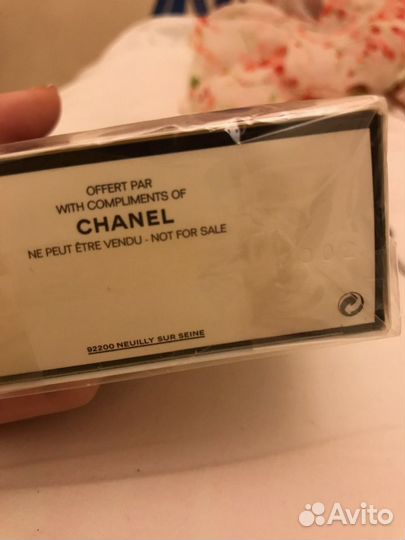 OFFERT PAR
WITH COMPLIMENTS OF
CHANEL
NE PEUT ÊTRE VENDU - NOT FOR SALE
92200 NEUILLY SUR SEINE
Avito